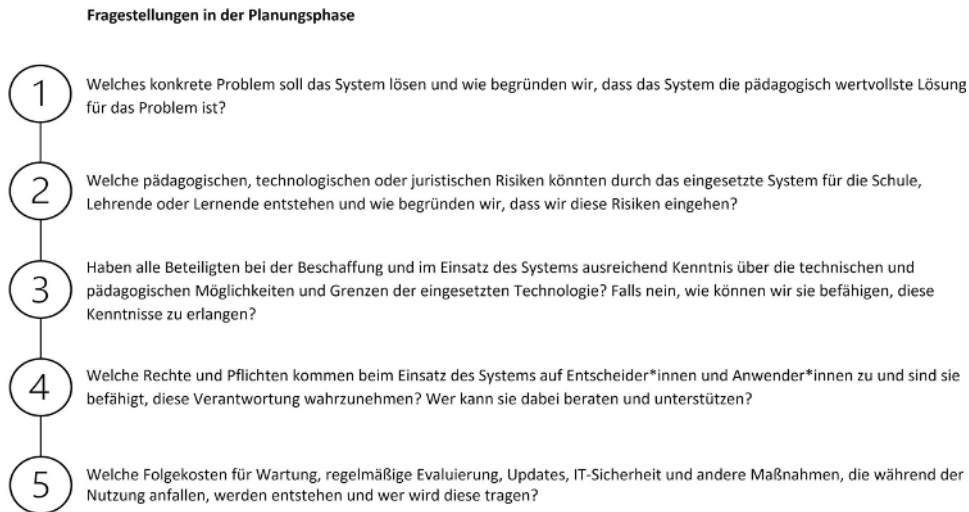 Fragestellungen in der Planungsphase
1
Welches konkrete Problem soll das System lösen und wie begründen wir, dass das System die pädagogisch wertvollste Lösung
für das Problem ist?
2
Welche pädagogischen, technologischen oder juristischen Risiken könnten durch das eingesetzte System für die Schule,
Lehrende oder Lernende entstehen und wie begründen wir, dass wir diese Risiken eingehen?
3
Haben alle Beteiligten bei der Beschaffung und im Einsatz des Systems ausreichend Kenntnis über die technischen und
pädagogischen Möglichkeiten und Grenzen der eingesetzten Technologie? Falls nein, wie können wir sie befähigen, diese
Kenntnisse zu erlangen?
4
Welche Rechte und Pflichten kommen beim Einsatz des Systems auf Entscheider*innen und Anwender*innen zu und sind sie
befähigt, diese Verantwortung wahrzunehmen? Wer kann sie dabei beraten und unterstützen?
5
Welche Folgekosten für Wartung, regelmäßige Evaluierung, Updates, IT-Sicherheit und andere Maßnahmen, die während der
Nutzung anfallen, werden entstehen und wer wird diese tragen?